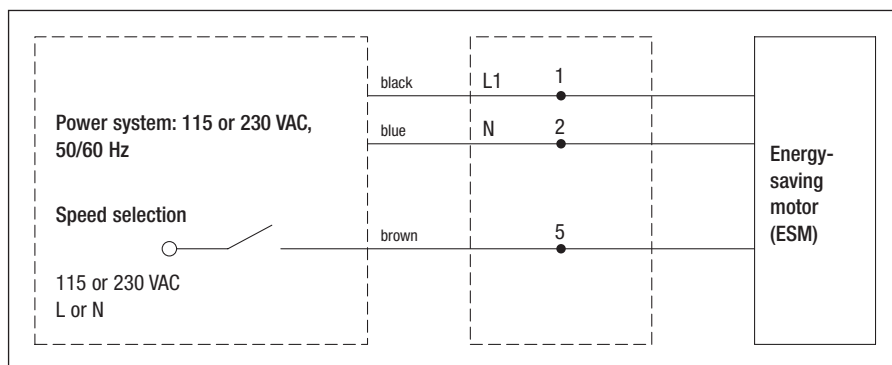 black
L1
1
Power system: 115 or 230 VAC,
50/60 Hz
blue
N
2
Energy-
saving
motor
(ESM)
Speed selection
brown
5
115 or 230 VAC
L or N